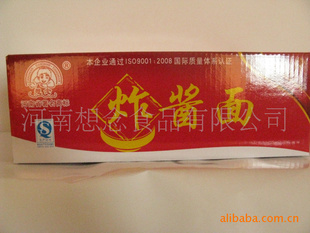 本企业通过ISO9001:2008国际质量体系认证
炸酱面
河南想念食品有限公司
alibaba.com.cn